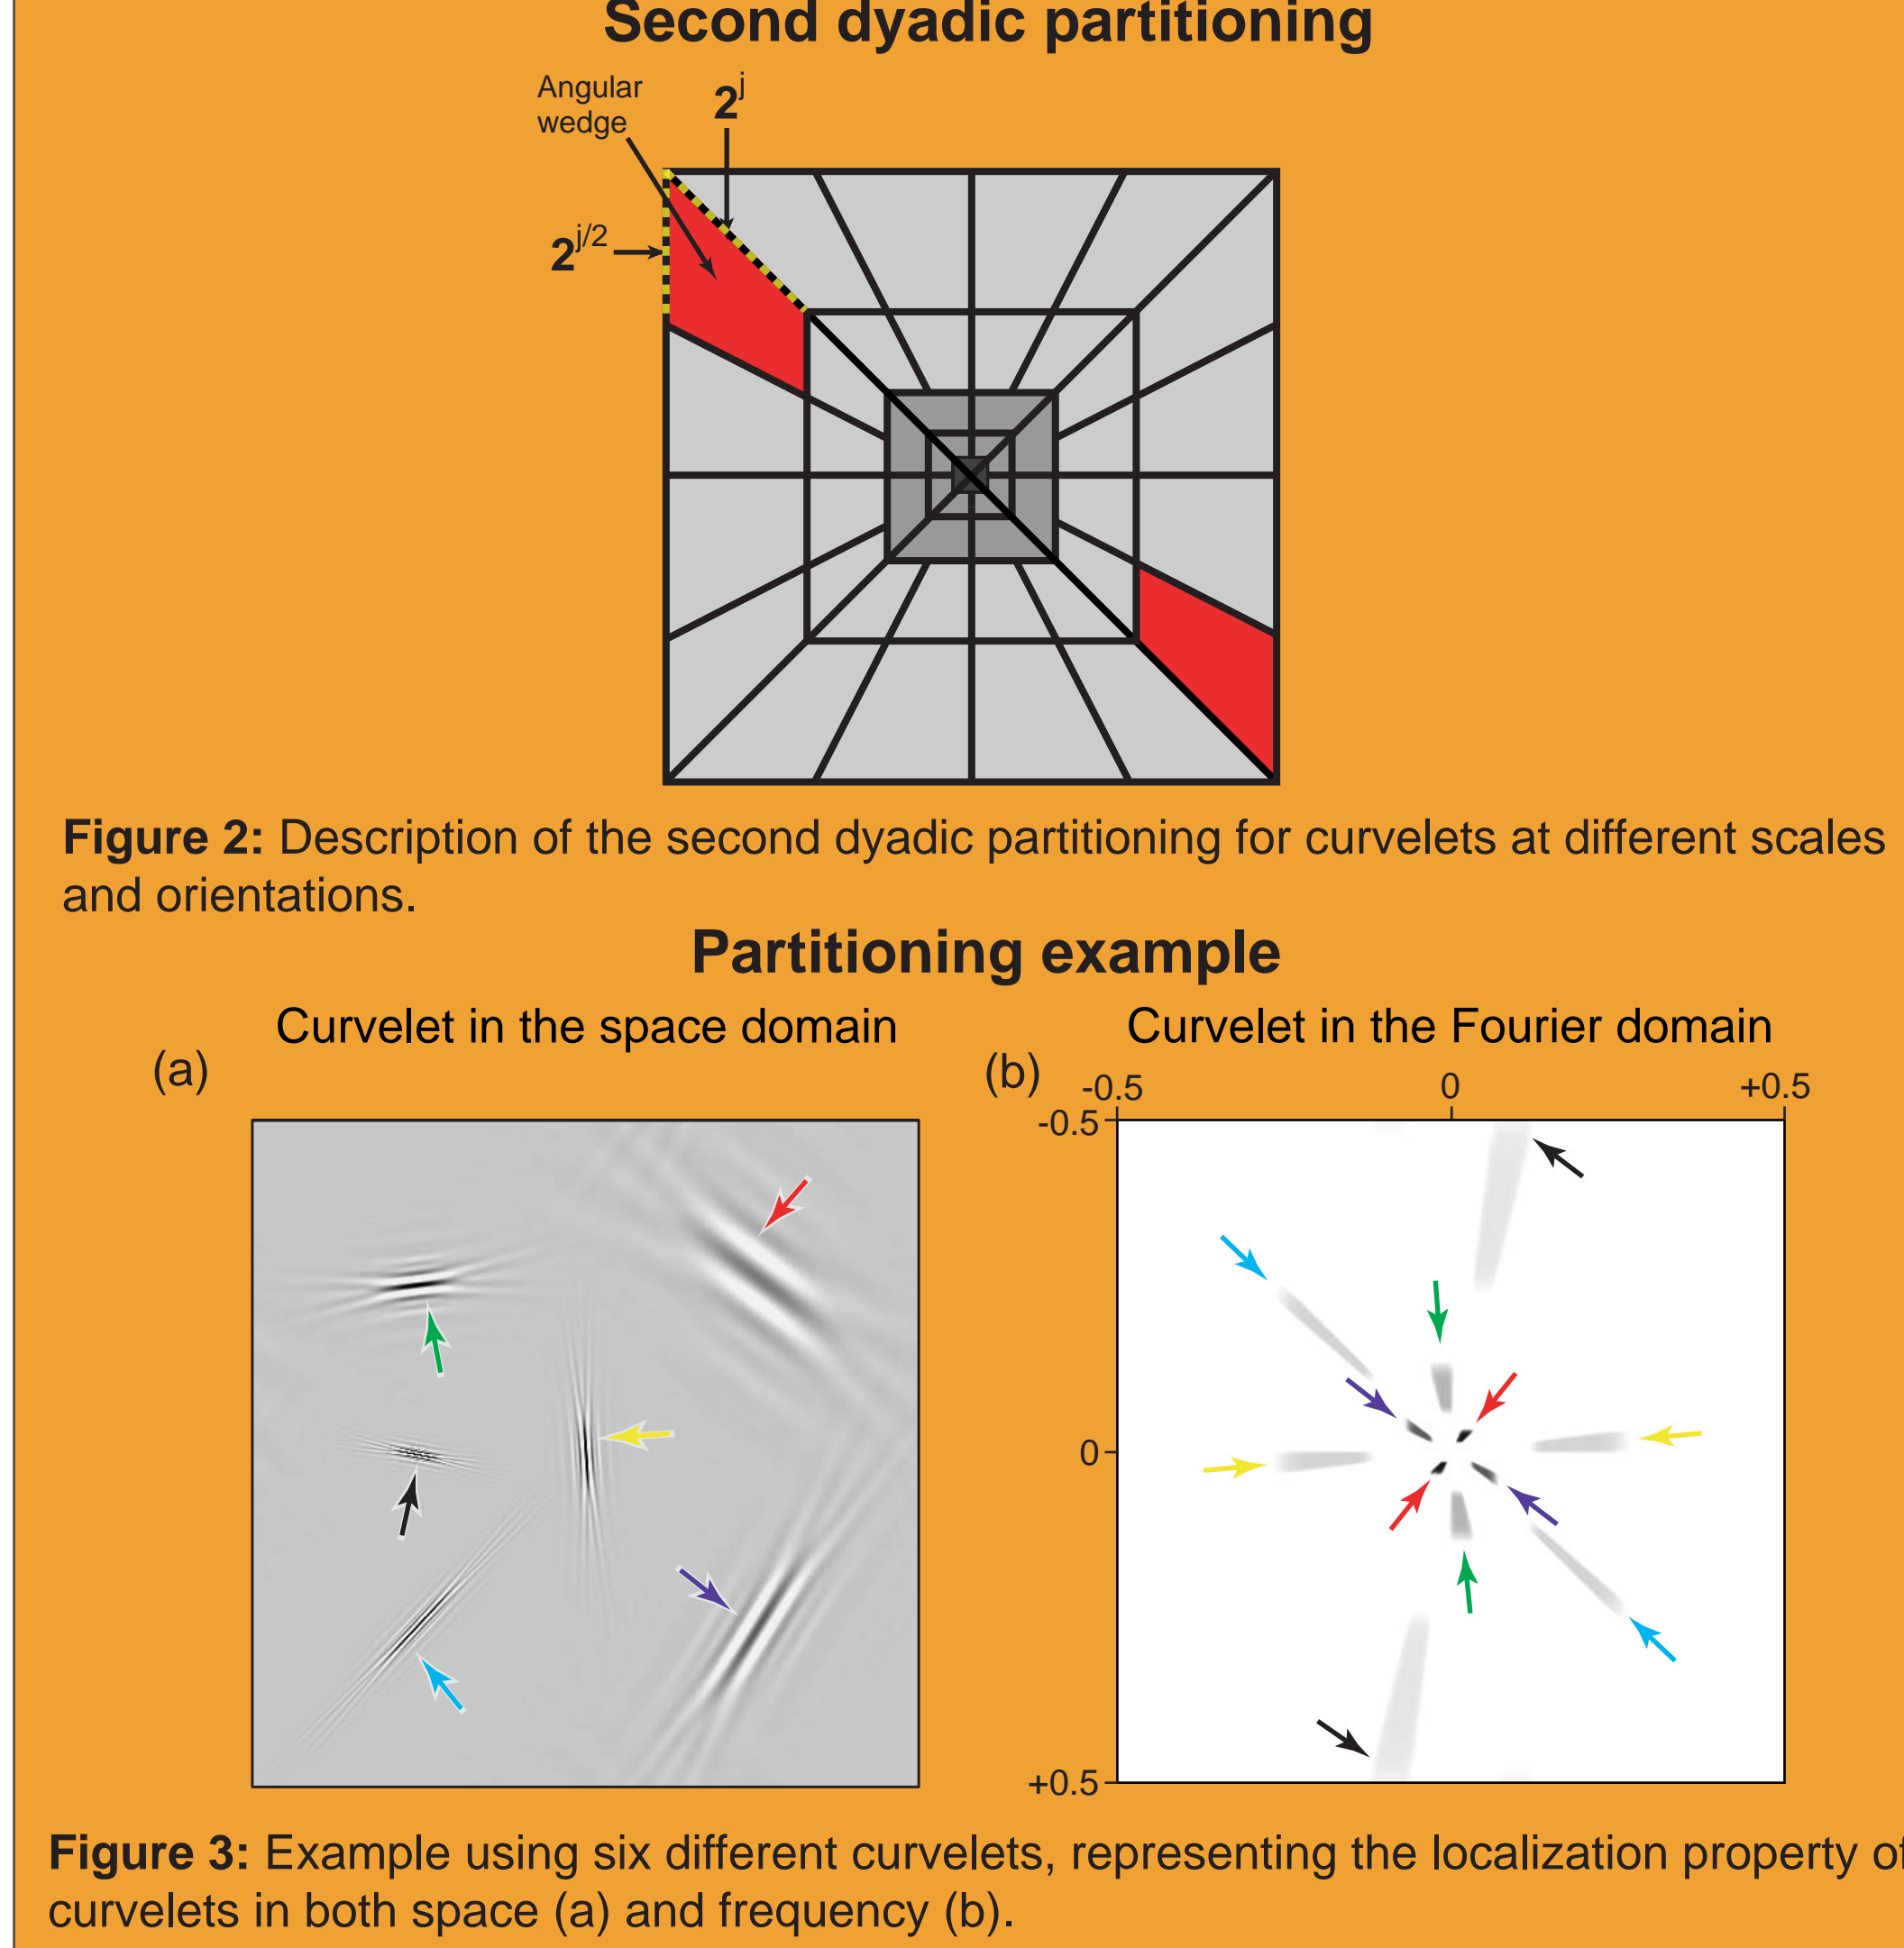 Second dyadic partitioning
Angular
wedge
2^j
2^j/2
Figure 2: Description of the second dyadic partitioning for curvelets at different scales
and orientations.
Partitioning example
Curvelet in the space domain
Curvelet in the Fourier domain
(a)
(b)
-0.5
0
+0.5
-0.5
0
+0.5
Figure 3: Example using six different curvelets, representing the localization property of
curvelets in both space (a) and frequency (b).